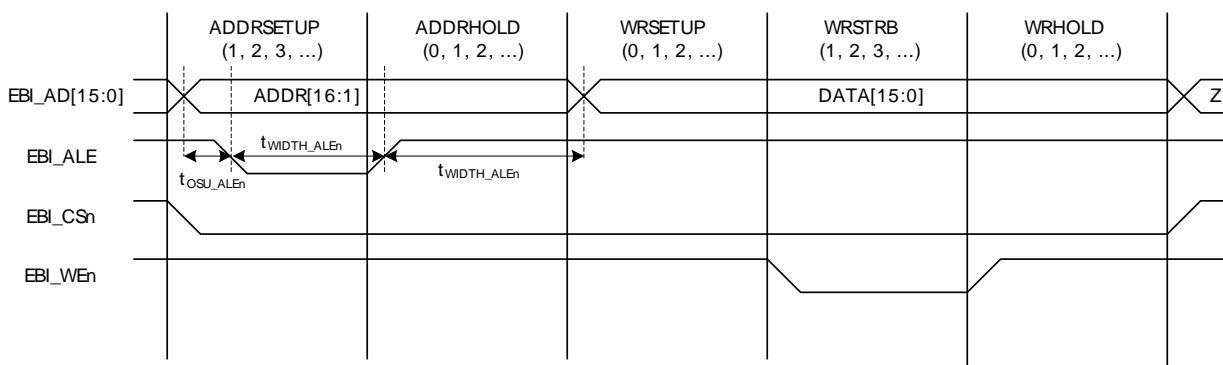 ADDRSETUP ADDRHOLD WRSETUP WRSTRB WRHOLD
(1, 2, 3, ...) (0, 1, 2, ...) (0, 1, 2, ...) (1, 2, 3, ...) (0, 1, 2, ...)
EBI_AD[15:0] ADDR[16:1] DATA[15:0] Z
EBI_ALE tWIDTH_ALEn
tOSU_ALEn tWIDTH_ALEn
EBI_CSn
EBI_WEn